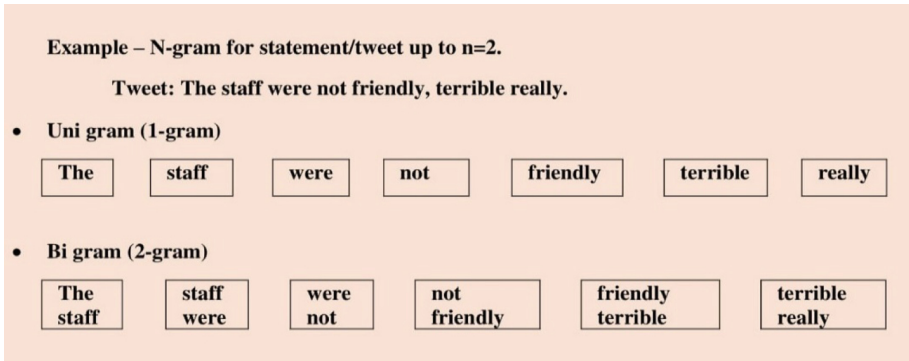 Example – N-gram for statement/tweet up to n=2.
Tweet: The staff were not friendly, terrible really.
• Uni gram (1-gram)
The staff were not friendly terrible really
• Bi gram (2-gram)
The staff were not friendly terrible
staff were not friendly terrible really